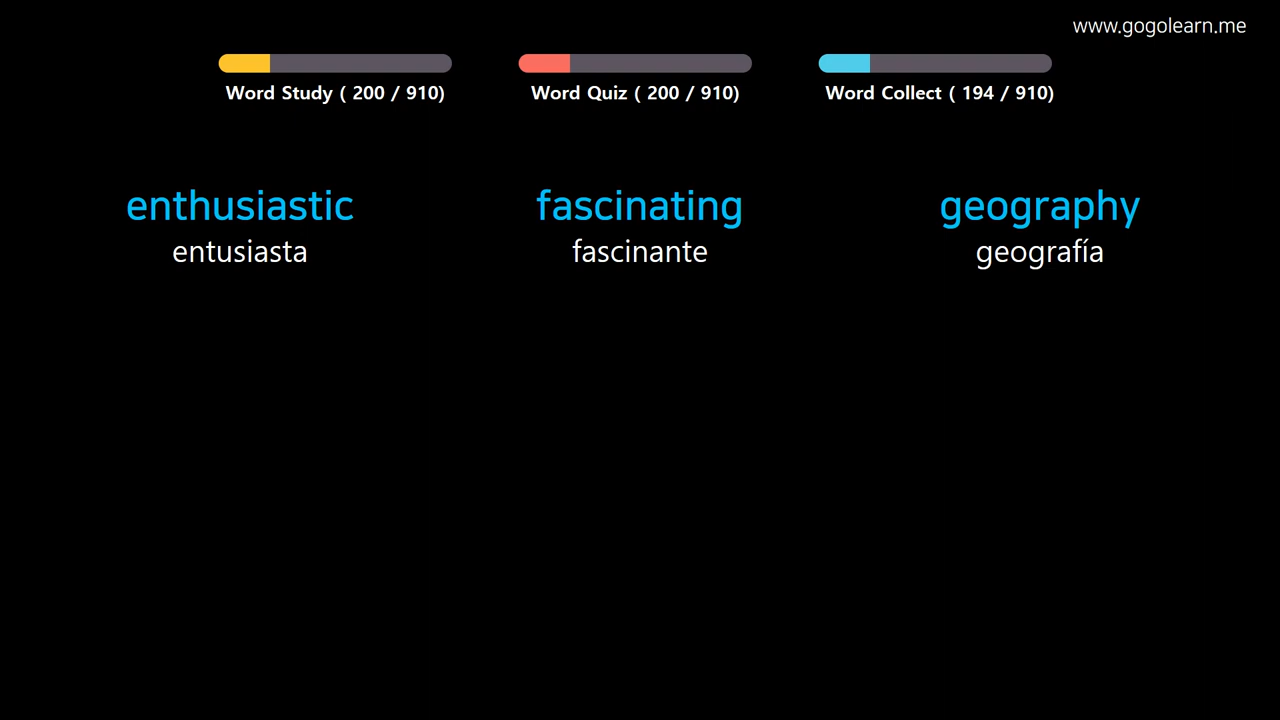 www.gogolearn.me
Word Study ( 200 / 910)
Word Quiz ( 200 / 910)
Word Collect ( 194 / 910)
enthusiastic
entusiasta
fascinating
fascinante
geography
geografía